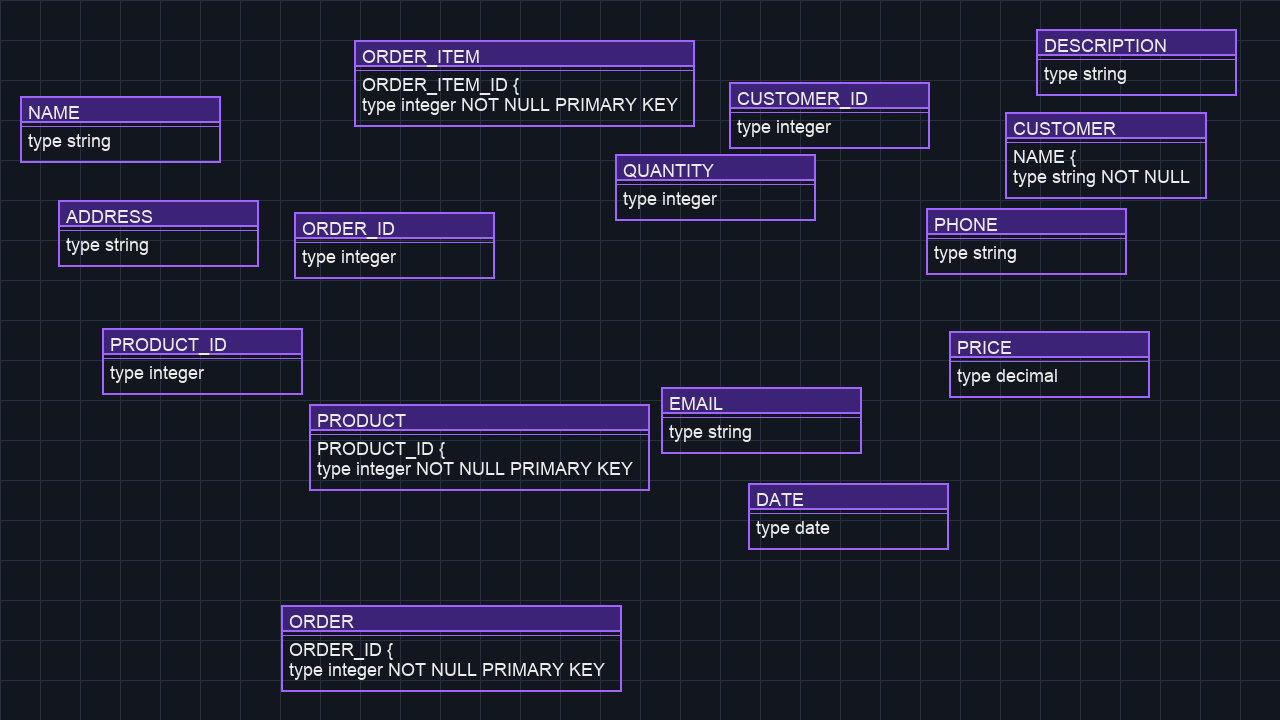 DESCRIPTION
type string
ORDER_ITEM
ORDER_ITEM_ID {
type integer NOT NULL PRIMARY KEY
CUSTOMER_ID
type integer
NAME
type string
CUSTOMER
NAME {
type string NOT NULL
QUANTITY
type integer
ADDRESS
type string
ORDER_ID
type integer
PHONE
type string
PRODUCT_ID
type integer
PRICE
type decimal
EMAIL
type string
PRODUCT
PRODUCT_ID {
type integer NOT NULL PRIMARY KEY
DATE
type date
ORDER
ORDER_ID {
type integer NOT NULL PRIMARY KEY